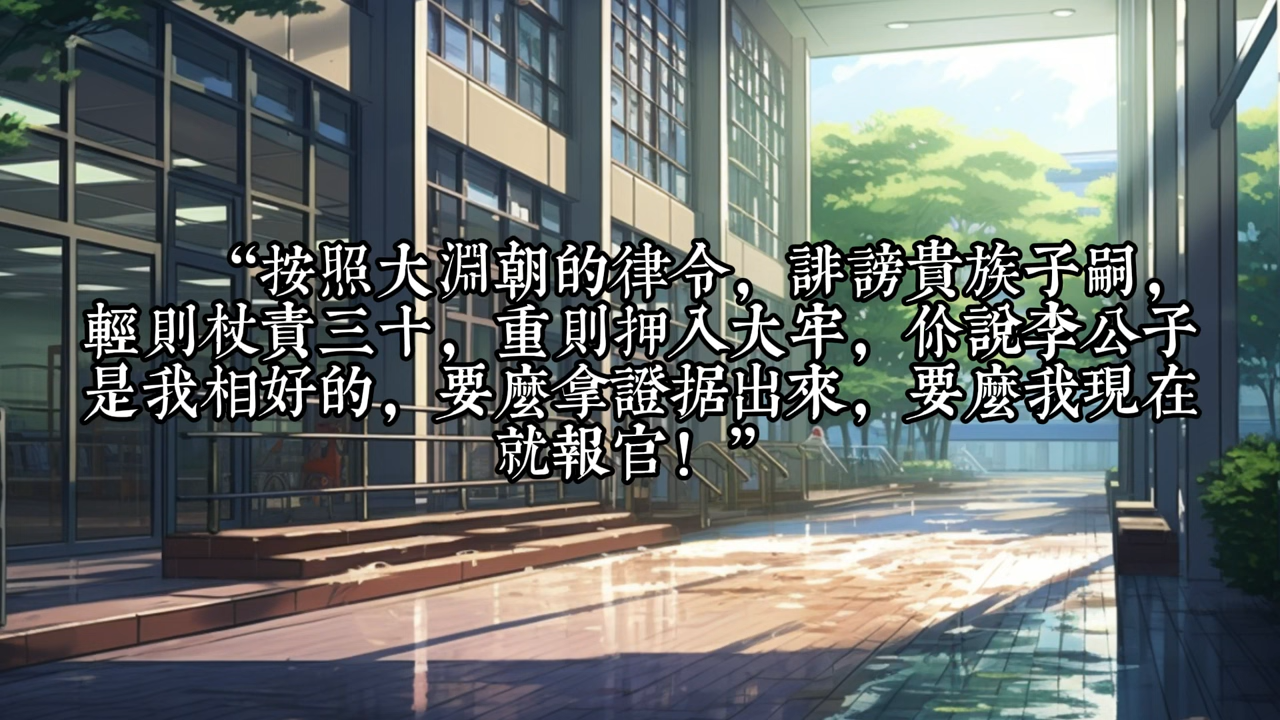 “按照大淵朝的律令，誹謗貴族子嗣，
輕則杖責三十，重則押入大牢，伱說李公子
是我相好的，要麼拿證据出來，要麼我現在
就報官！”